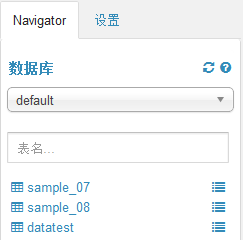 Navigator 设置
数据库
default
表名...
sample_07
sample_08
datatest